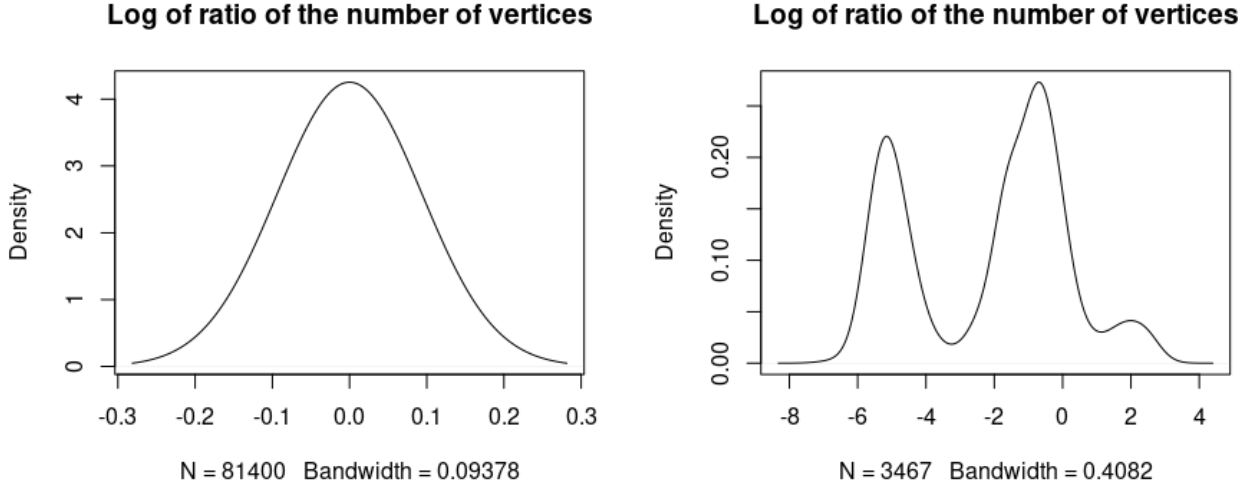 Log of ratio of the number of vertices
Density
4
3
2
1
0
-0.3 -0.2 -0.1 0.0 0.1 0.2 0.3
N = 81400 Bandwidth = 0.09378
Log of ratio of the number of vertices
Density
0.20
0.10
0.00
-8 -6 -4 -2 0 2 4
N = 3467 Bandwidth = 0.4082